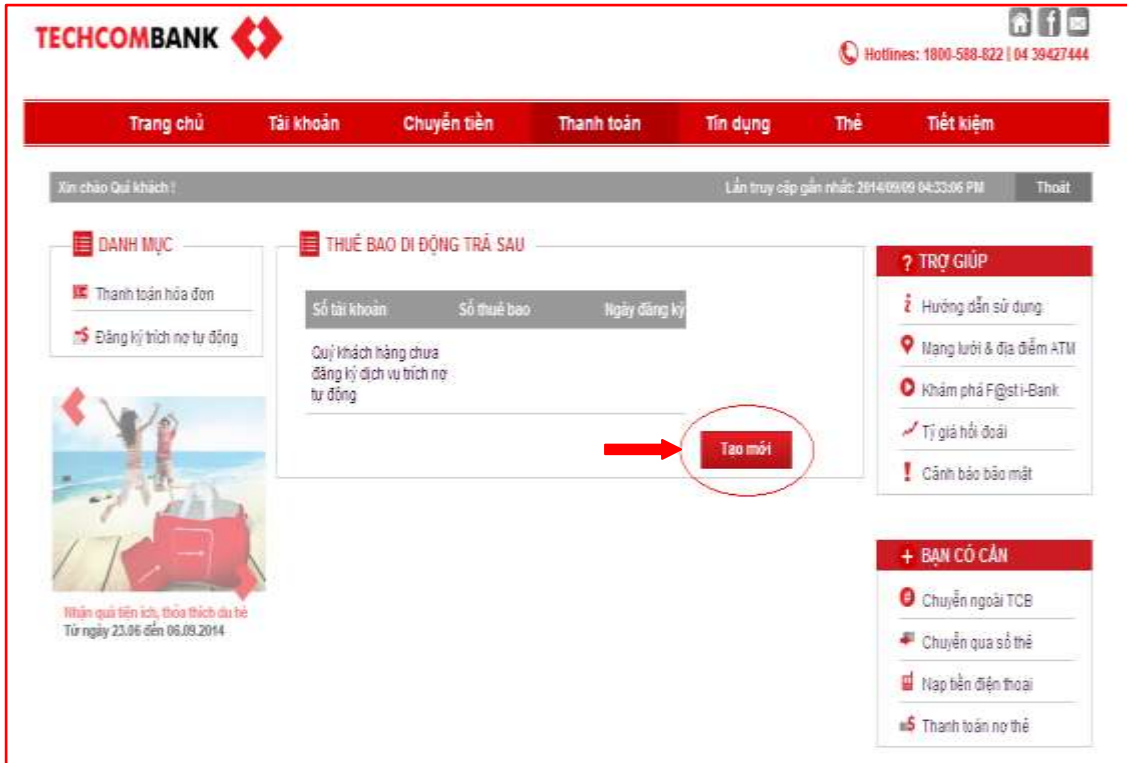 TECHCOMBANK
Hotlines: 1800-588-822 | 04 39427444
Trang chủ Tài khoản Chuyển tiền Thanh toán Tín dụng Thẻ Tiết kiệm
Xin chào Quí khách !
Lần truy cập gần nhất: 2014/09/09 04:33:06 PM Thoát
DANH MỤC
Thanh toán hóa đơn
Đăng ký trích nợ tự động
Nhận quà tiện ích, thỏa thích du hè
Từ ngày 23.06 đến 06.09.2014
THUÊ BAO DI ĐỘNG TRẢ SAU
Số tài khoản Số thuê bao Ngày đăng ký
Quý khách hàng chưa
đăng ký dịch vụ trích nợ
tự động
Tạo mới
? TRỢ GIÚP
Hướng dẫn sử dụng
Mạng lưới & địa điểm ATM
Khám phá F@st i-Bank
Tỷ giá hối đoái
Cảnh báo bảo mật
+ BẠN CÓ CẦN
Chuyển ngoài TCB
Chuyển qua số thẻ
Nạp tiền điện thoại
Thanh toán nợ thẻ